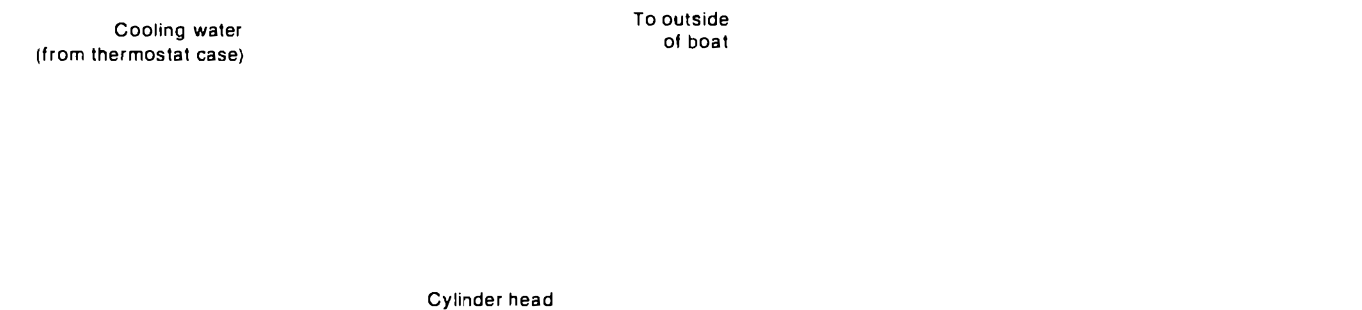 Cooling water
(from thermostat case)
To outside
of boat
Cylinder head